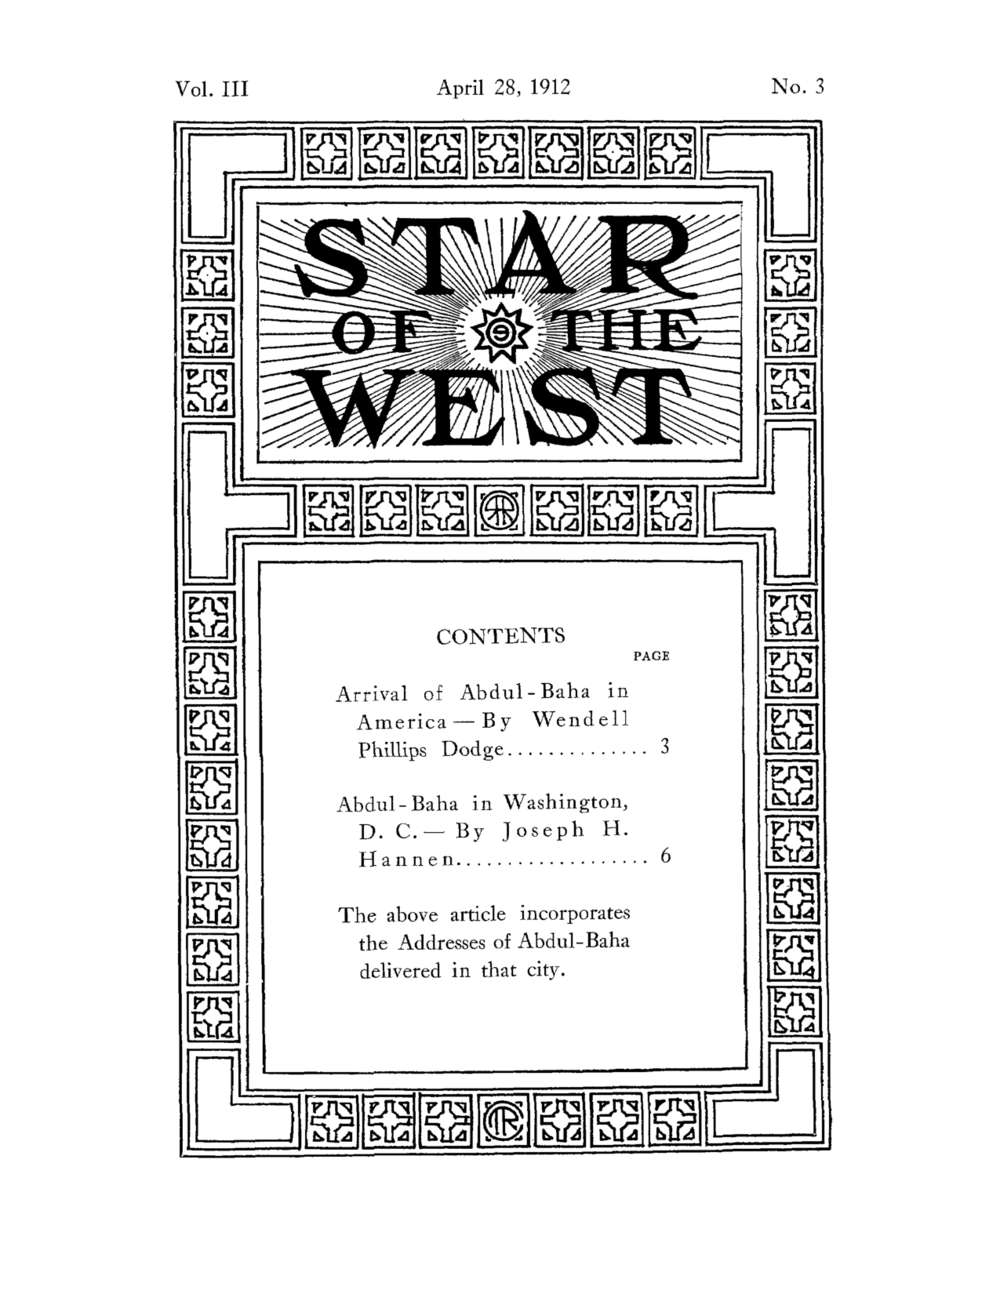 Vol. III April 28, 1912 No. 3
STAR
OF THE
WEST
CONTENTS
PAGE
Arrival of Abdul-Baha in
America — By Wendell
Phillips Dodge.............. 3
Abdul-Baha in Washington,
D. C.— By Joseph H.
Hannen................... 6
The above article incorporates
the Addresses of Abdul-Baha
delivered in that city.